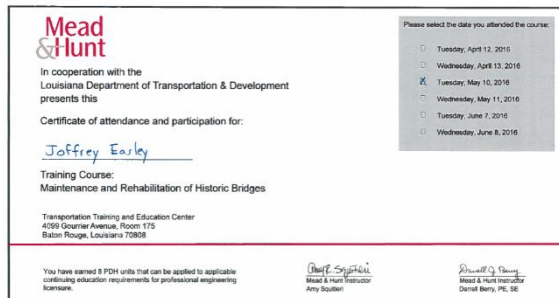 Mead
&Hunt
In cooperation with the
Louisiana Department of Transportation & Development
presents this
Certificate of attendance and participation for:
Joffrey Easley
Training Course:
Maintenance and Rehabilitation of Historic Bridges
Transportation Training and Education Center
4099 Gourrier Avenue, Room 175
Baton Rouge, Louisiana 70808
Please select the date you attended the course:
Tuesday, April 12, 2016
Wednesday, April 13, 2016
X Tuesday, May 10, 2016
Wednesday, May 11, 2016
Tuesday, June 7, 2016
Wednesday, June 8, 2016
You have earned 8 PDH units that can be applied to applicable
continuing education requirements for professional engineering
licensure.
Amy R. Squitieri
Mead & Hunt Instructor
Amy Squitieri
Darrell J. Berry
Mead & Hunt Instructor
Darrell Berry, PE, SE